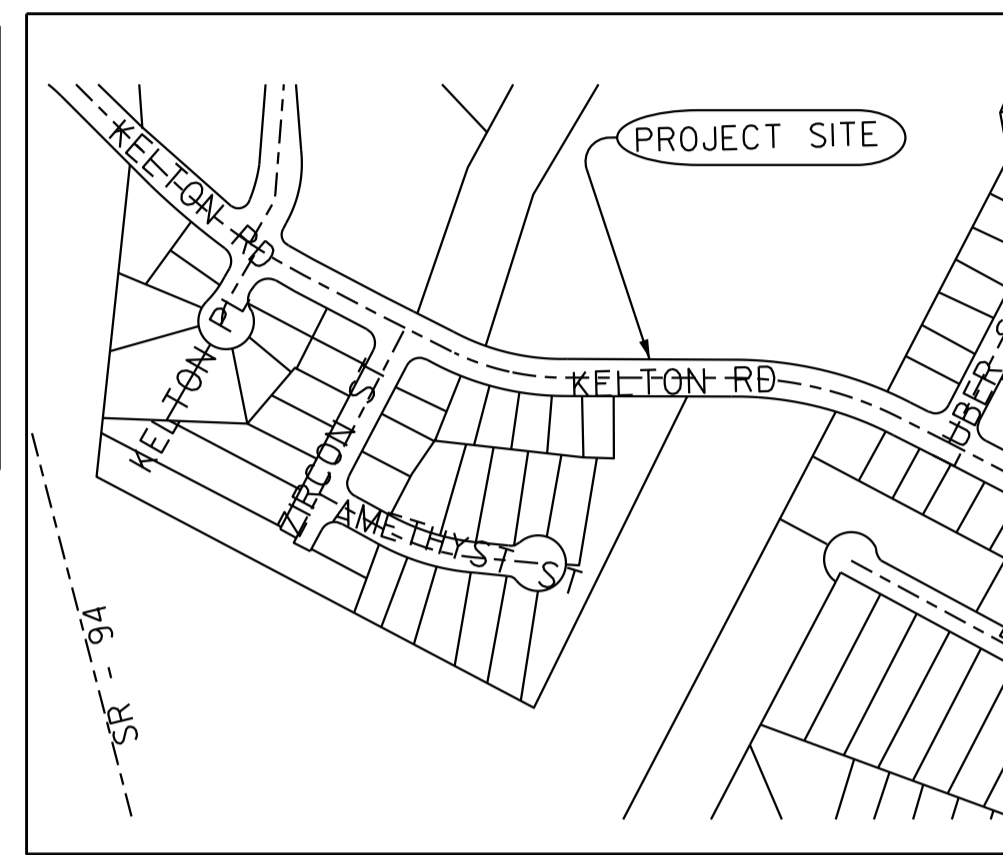 PROJECT SITE
KELTON RD
KELTON PL
ZIRCON ST
KELTON RD
UBER S
AMETHYST ST
SR - 94